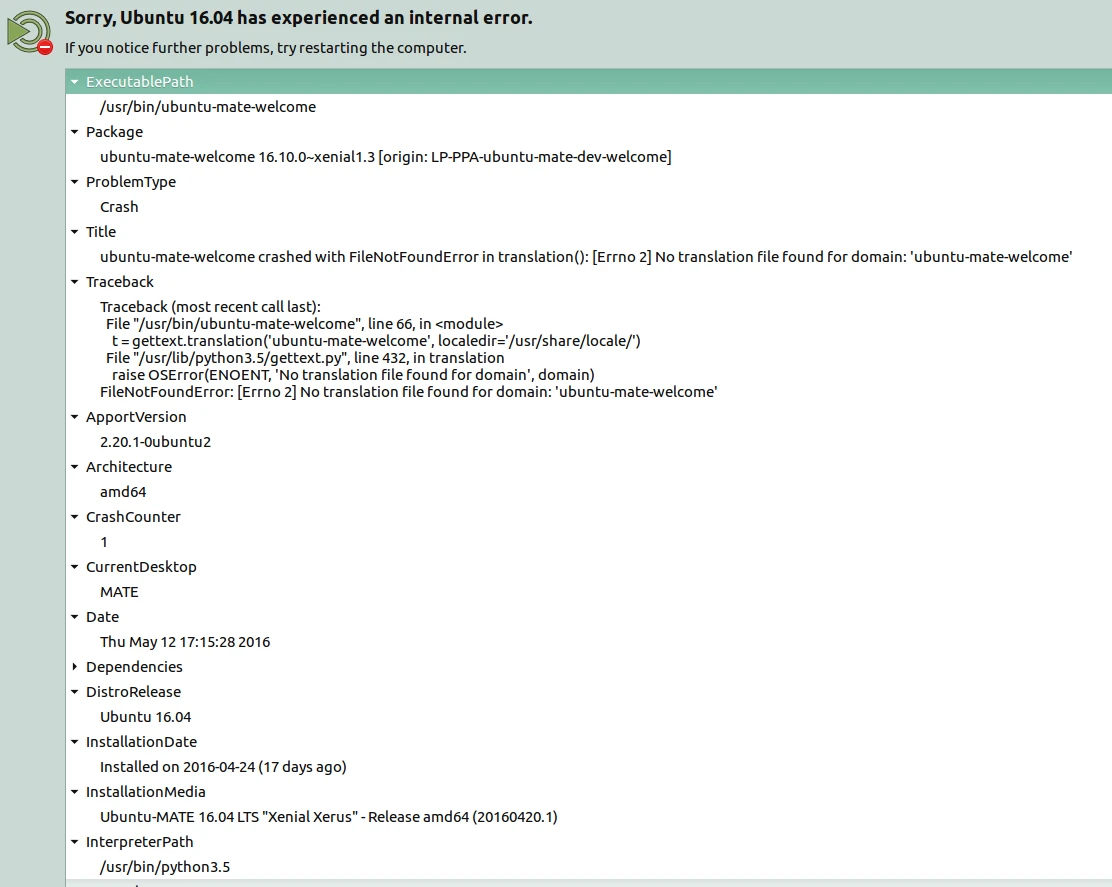 Sorry, Ubuntu 16.04 has experienced an internal error.
If you notice further problems, try restarting the computer.
ExecutablePath
/usr/bin/ubuntu-mate-welcome
Package
ubuntu-mate-welcome 16.10.0~xenial1.3 [origin: LP-PPA-ubuntu-mate-dev-welcome]
ProblemType
Crash
Title
ubuntu-mate-welcome crashed with FileNotFoundError in translation(): [Errno 2] No translation file found for domain: 'ubuntu-mate-welcome'
Traceback
Traceback (most recent call last):
File "/usr/bin/ubuntu-mate-welcome", line 66, in <module>
t = gettext.translation('ubuntu-mate-welcome', localedir='/usr/share/locale/')
File "/usr/lib/python3.5/gettext.py", line 432, in translation
raise OSError(ENOENT, 'No translation file found for domain', domain)
FileNotFoundError: [Errno 2] No translation file found for domain: 'ubuntu-mate-welcome'
ApportVersion
2.20.1-0ubuntu2
Architecture
amd64
CrashCounter
1
CurrentDesktop
MATE
Date
Thu May 12 17:15:28 2016
Dependencies
DistroRelease
Ubuntu 16.04
InstallationDate
Installed on 2016-04-24 (17 days ago)
InstallationMedia
Ubuntu-MATE 16.04 LTS "Xenial Xerus" - Release amd64 (20160420.1)
InterpreterPath
/usr/bin/python3.5